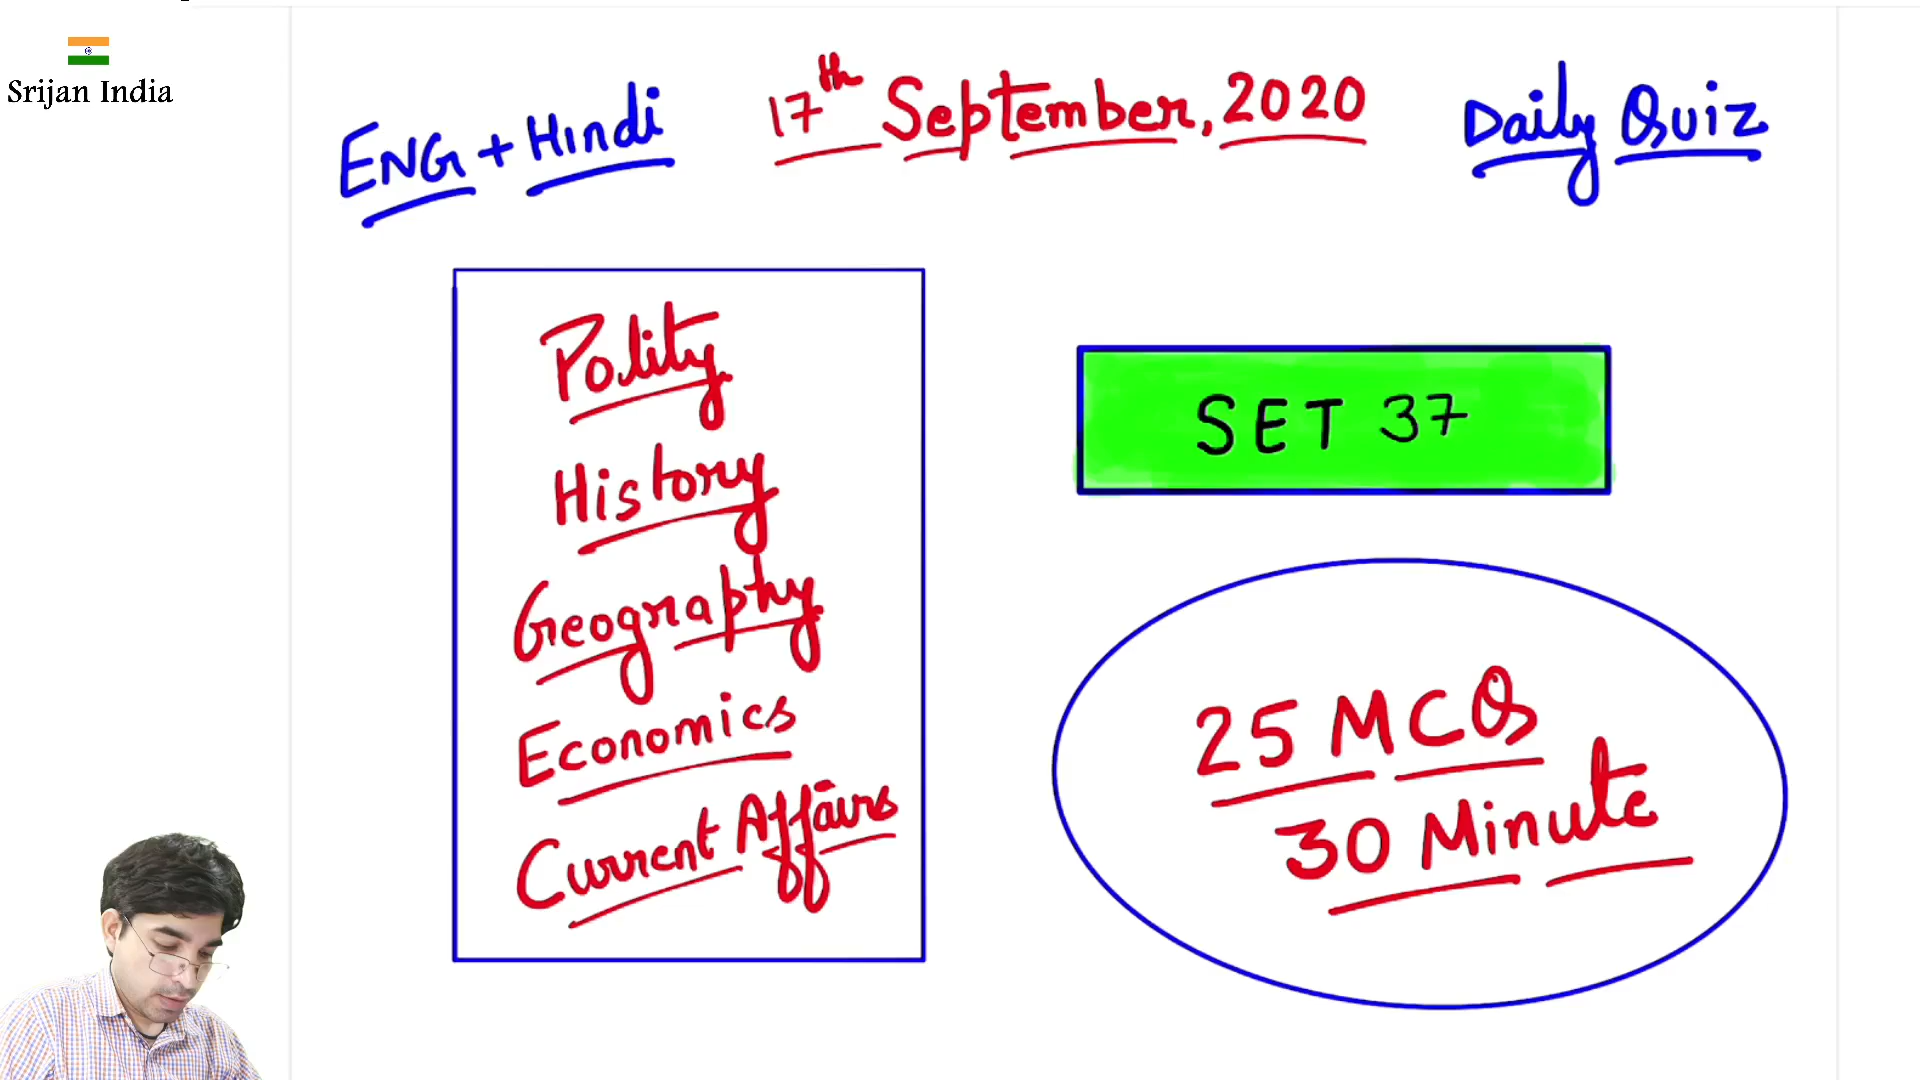 Srijan India
ENG + Hindi 17th September, 2020 Daily Quiz
Polity
History
Geography
Economics
Current Affairs
SET 37
25 MCQs
30 Minute